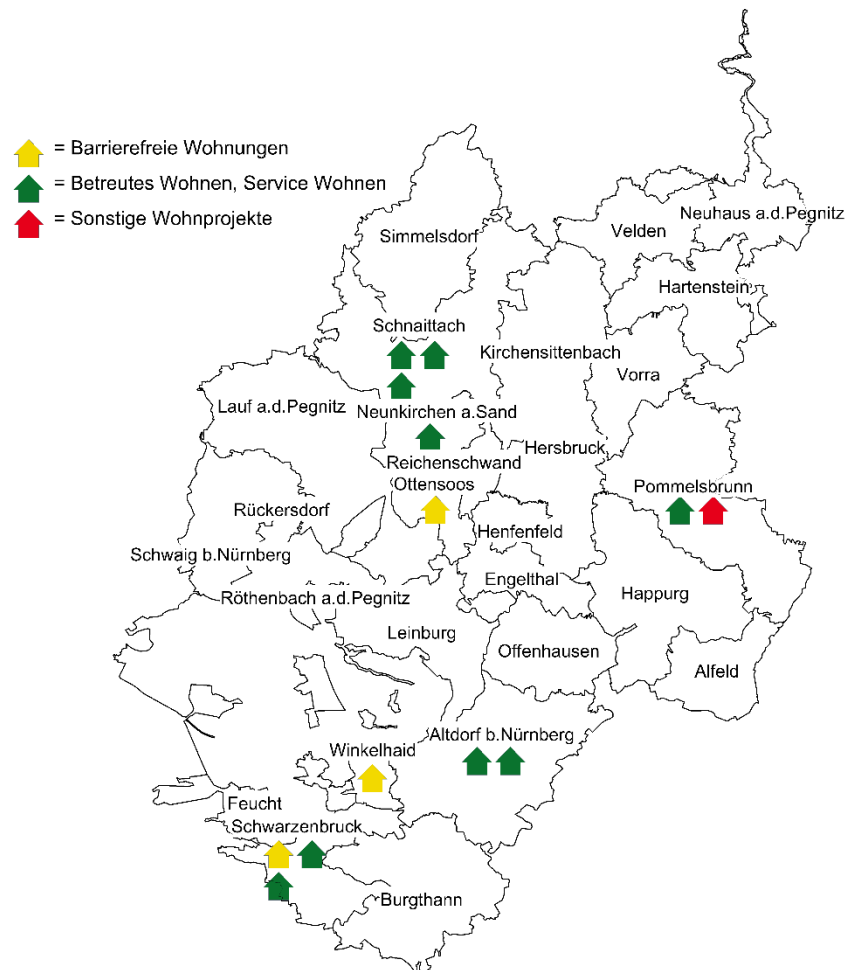 = Barrierefreie Wohnungen
= Betreutes Wohnen, Service Wohnen
= Sonstige Wohnprojekte
Neuhaus a.d.Pegnitz
Velden
Simmelsdorf
Hartenstein
Schnaittach
Kirchensittenbach
Vorra
Lauf a.d.Pegnitz
Neunkirchen a.Sand
Hersbruck
Reichenschwand
Ottensoos
Pommelsbrunn
Rückersdorf
Henfenfeld
Schwaig b.Nürnberg
Engelthal
Happurg
Röthenbach a.d.Pegnitz
Leinburg
Offenhausen
Alfeld
Altdorf b.Nürnberg
Winkelhaid
Feucht
Schwarzenbruck
Burgthann